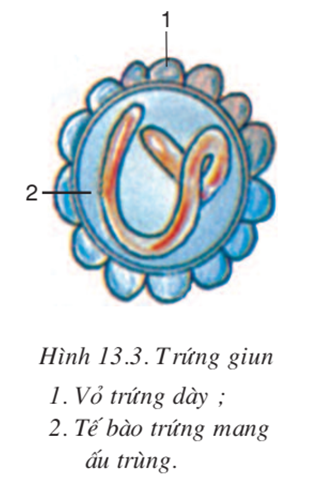 1
2
Hình 13.3. Trứng giun
1. Vỏ trứng dày ;
2. Tế bào trứng mang
ấu trùng.